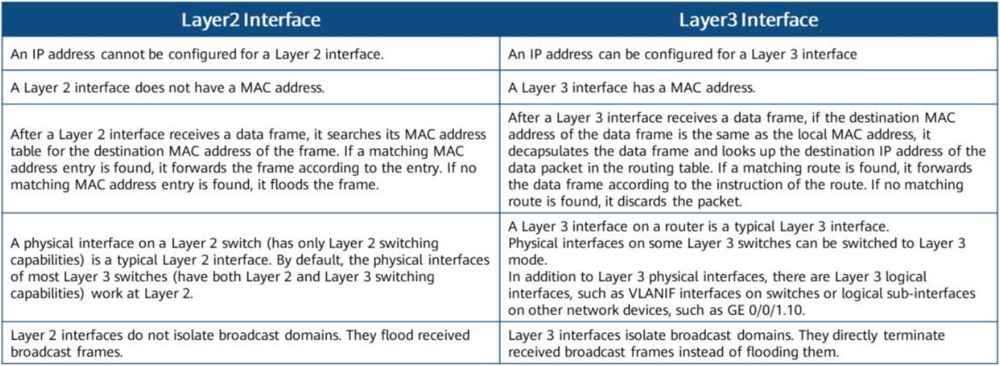 Layer2 Interface
Layer3 Interface
An IP address cannot be configured for a Layer 2 interface.
An IP address can be configured for a Layer 3 interface
A Layer 2 interface does not have a MAC address.
A Layer 3 interface has a MAC address.
After a Layer 2 interface receives a data frame, it searches its MAC address
table for the destination MAC address of the frame. If a matching MAC
address entry is found, it forwards the frame according to the entry. If no
matching MAC address entry is found, it floods the frame.
After a Layer 3 interface receives a data frame, if the destination MAC
address of the data frame is the same as the local MAC address, it
decapsulates the data frame and looks up the destination IP address of the
data packet in the routing table. If a matching route is found, it forwards
the data frame according to the instruction of the route. If no matching
route is found, it discards the packet.
A physical interface on a Layer 2 switch (has only Layer 2 switching
capabilities) is a typical Layer 2 interface. By default, the physical interfaces
of most Layer 3 switches (have both Layer 2 and Layer 3 switching
capabilities) work at Layer 2.
A Layer 3 interface on a router is a typical Layer 3 interface.
Physical interfaces on some Layer 3 switches can be switched to Layer 3
mode.
In addition to Layer 3 physical interfaces, there are Layer 3 logical
interfaces, such as VLANIF interfaces on switches or logical sub-interfaces
on other network devices, such as GE 0/0/1.10.
Layer 2 interfaces do not isolate broadcast domains. They flood received
broadcast frames.
Layer 3 interfaces isolate broadcast domains. They directly terminate
received broadcast frames instead of flooding them.